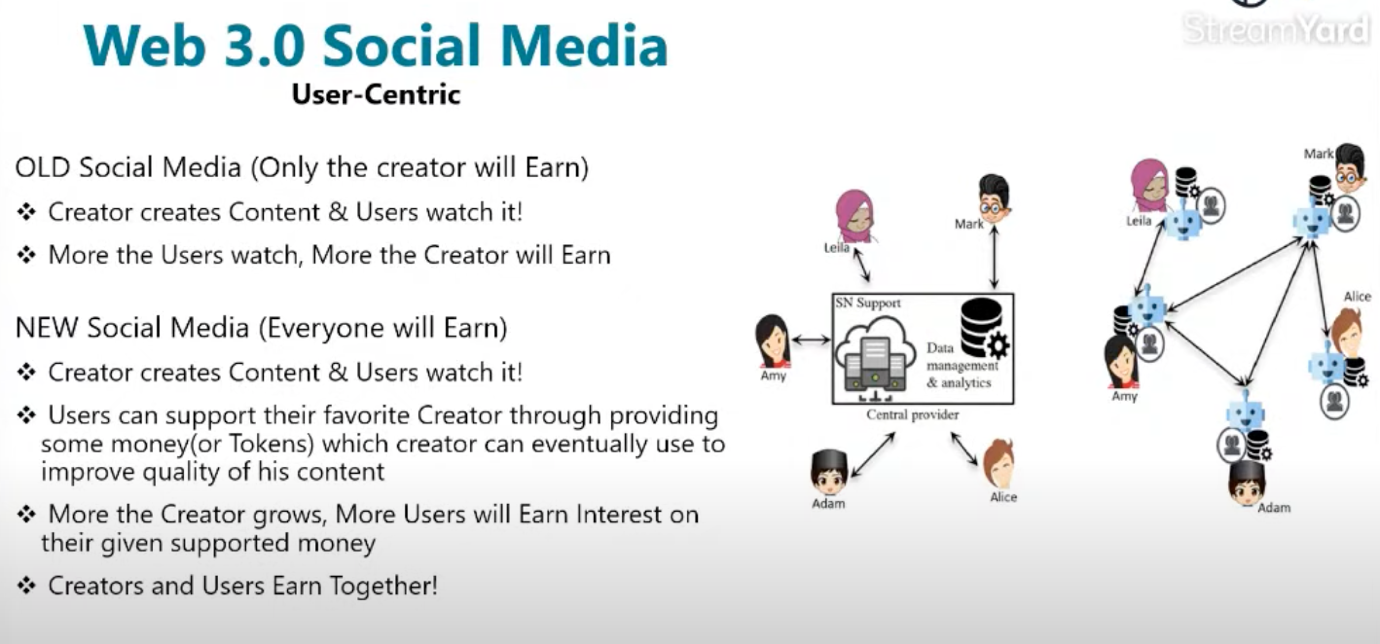 StreamYard
Web 3.0 Social Media
User-Centric
OLD Social Media (Only the creator will Earn)
❖ Creator creates Content & Users watch it!
❖ More the Users watch, More the Creator will Earn
NEW Social Media (Everyone will Earn)
❖ Creator creates Content & Users watch it!
❖ Users can support their favorite Creator through providing
some money(or Tokens) which creator can eventually use to
improve quality of his content
❖ More the Creator grows, More Users will Earn Interest on
their given supported money
❖ Creators and Users Earn Together!
Leila
Mark
SN Support
Data
management
& analytics
Amy
Central provider
Adam
Alice
Mark
Leila
Alice
Amy
Adam